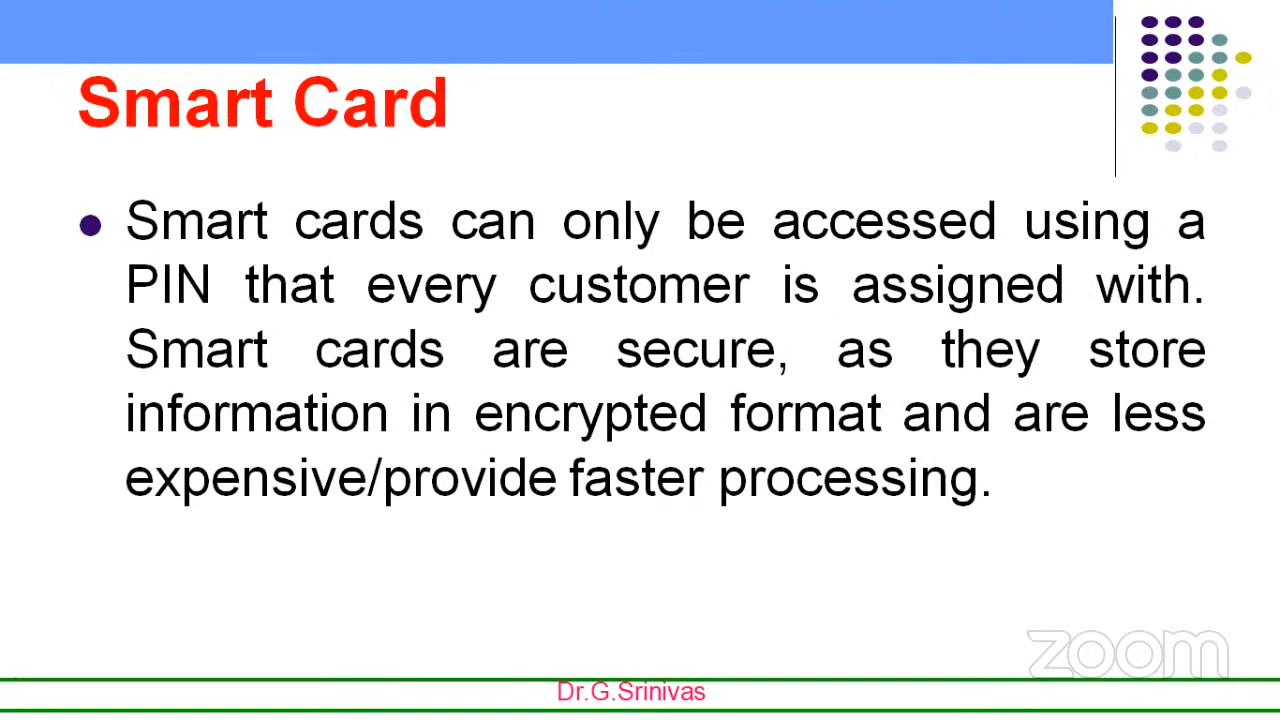 Smart Card
Smart cards can only be accessed using a
PIN that every customer is assigned with.
Smart cards are secure, as they store
information in encrypted format and are less
expensive/provide faster processing.
zoom
Dr.G.Srinivas